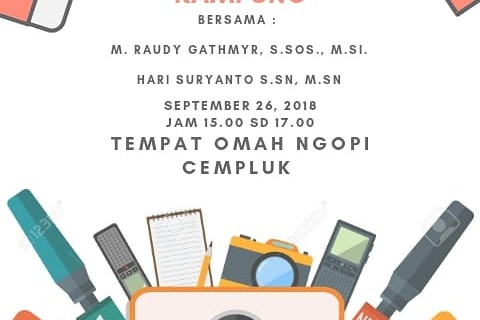 KAMPUNG
BERSAMA :
M. RAUDY GATHMYR, S.SOS., M.SI.
HARI SURYANTO S.SN, M.SN
SEPTEMBER 26, 2018
JAM 15.00 SD 17.00
TEMPAT OMAH NGOPI
CEMPLUK